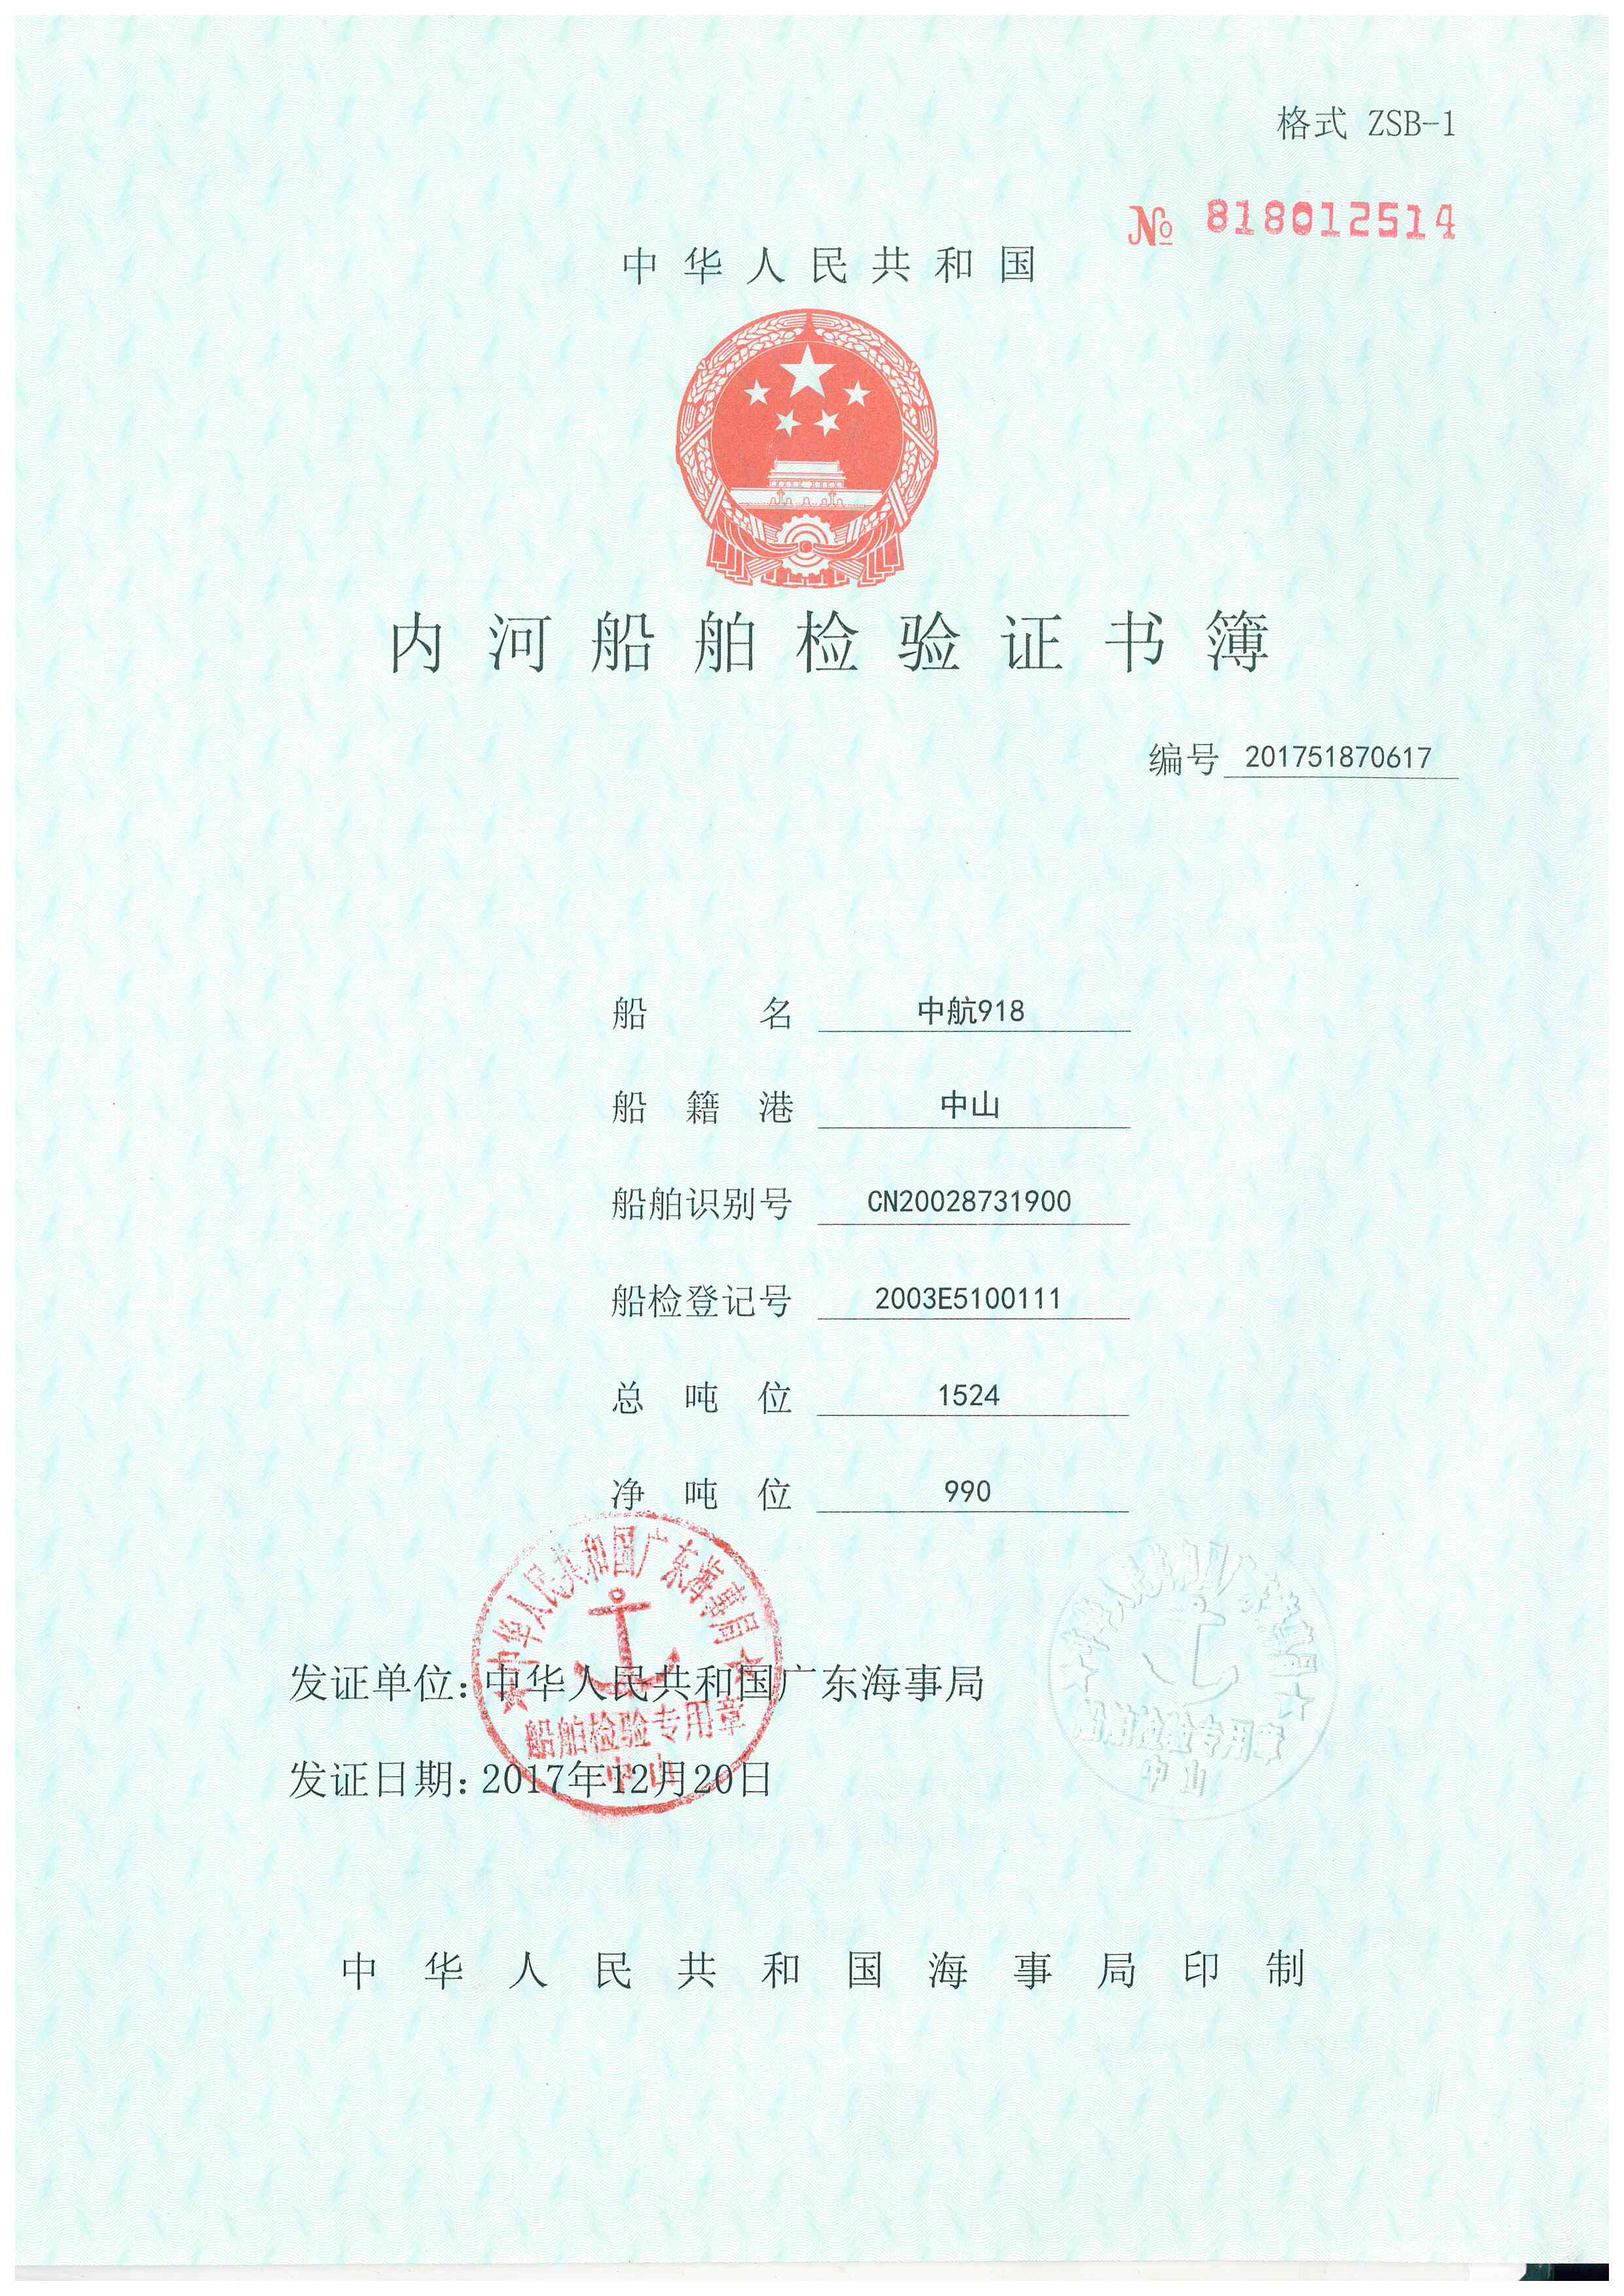 格式 ZSB-1
№ 818012514
中华人民共和国
内河船舶检验证书簿
编号 201751870617
船名 中航918
船籍港 中山
船舶识别号 CN20028731900
船检登记号 2003E5100111
总吨位 1524
净吨位 990
中华人民共和国广东海事局
船舶检验专用章
中山
中华人民共和国广东海事局
船舶检验专用章
中山
发证单位：中华人民共和国广东海事局
发证日期：2017年12月20日
中华人民共和国海事局印制